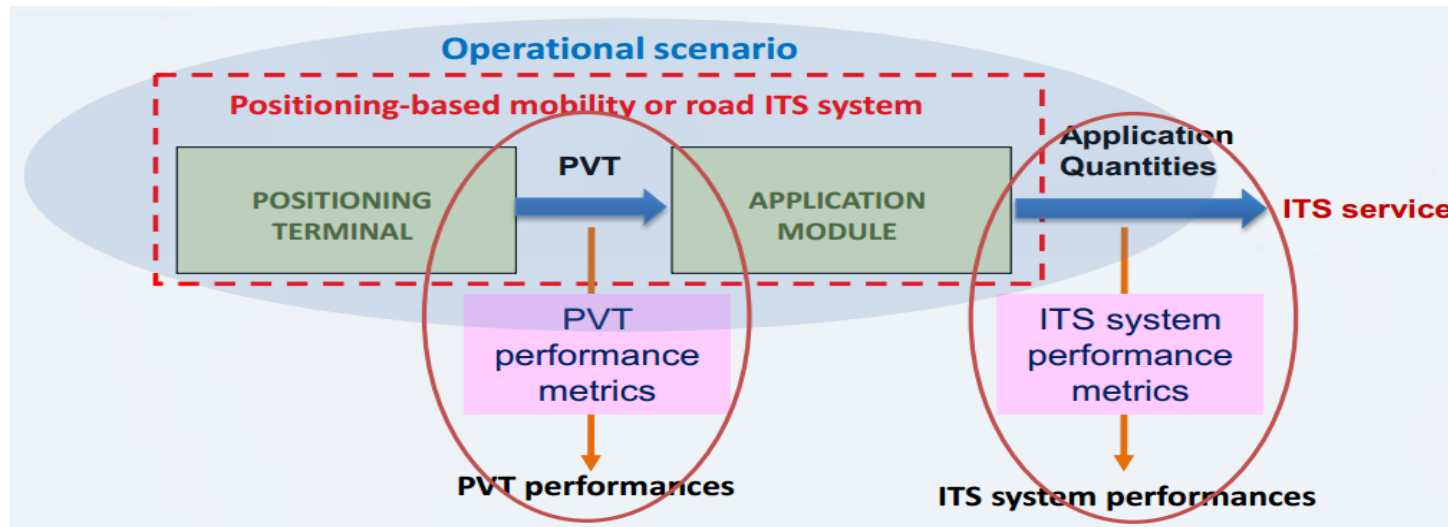 Operational scenario
Positioning-based mobility or road ITS system
POSITIONING
TERMINAL
PVT
APPLICATION
MODULE
Application
Quantities
ITS service
PVT
performance
metrics
ITS system
performance
metrics
PVT performances
ITS system performances